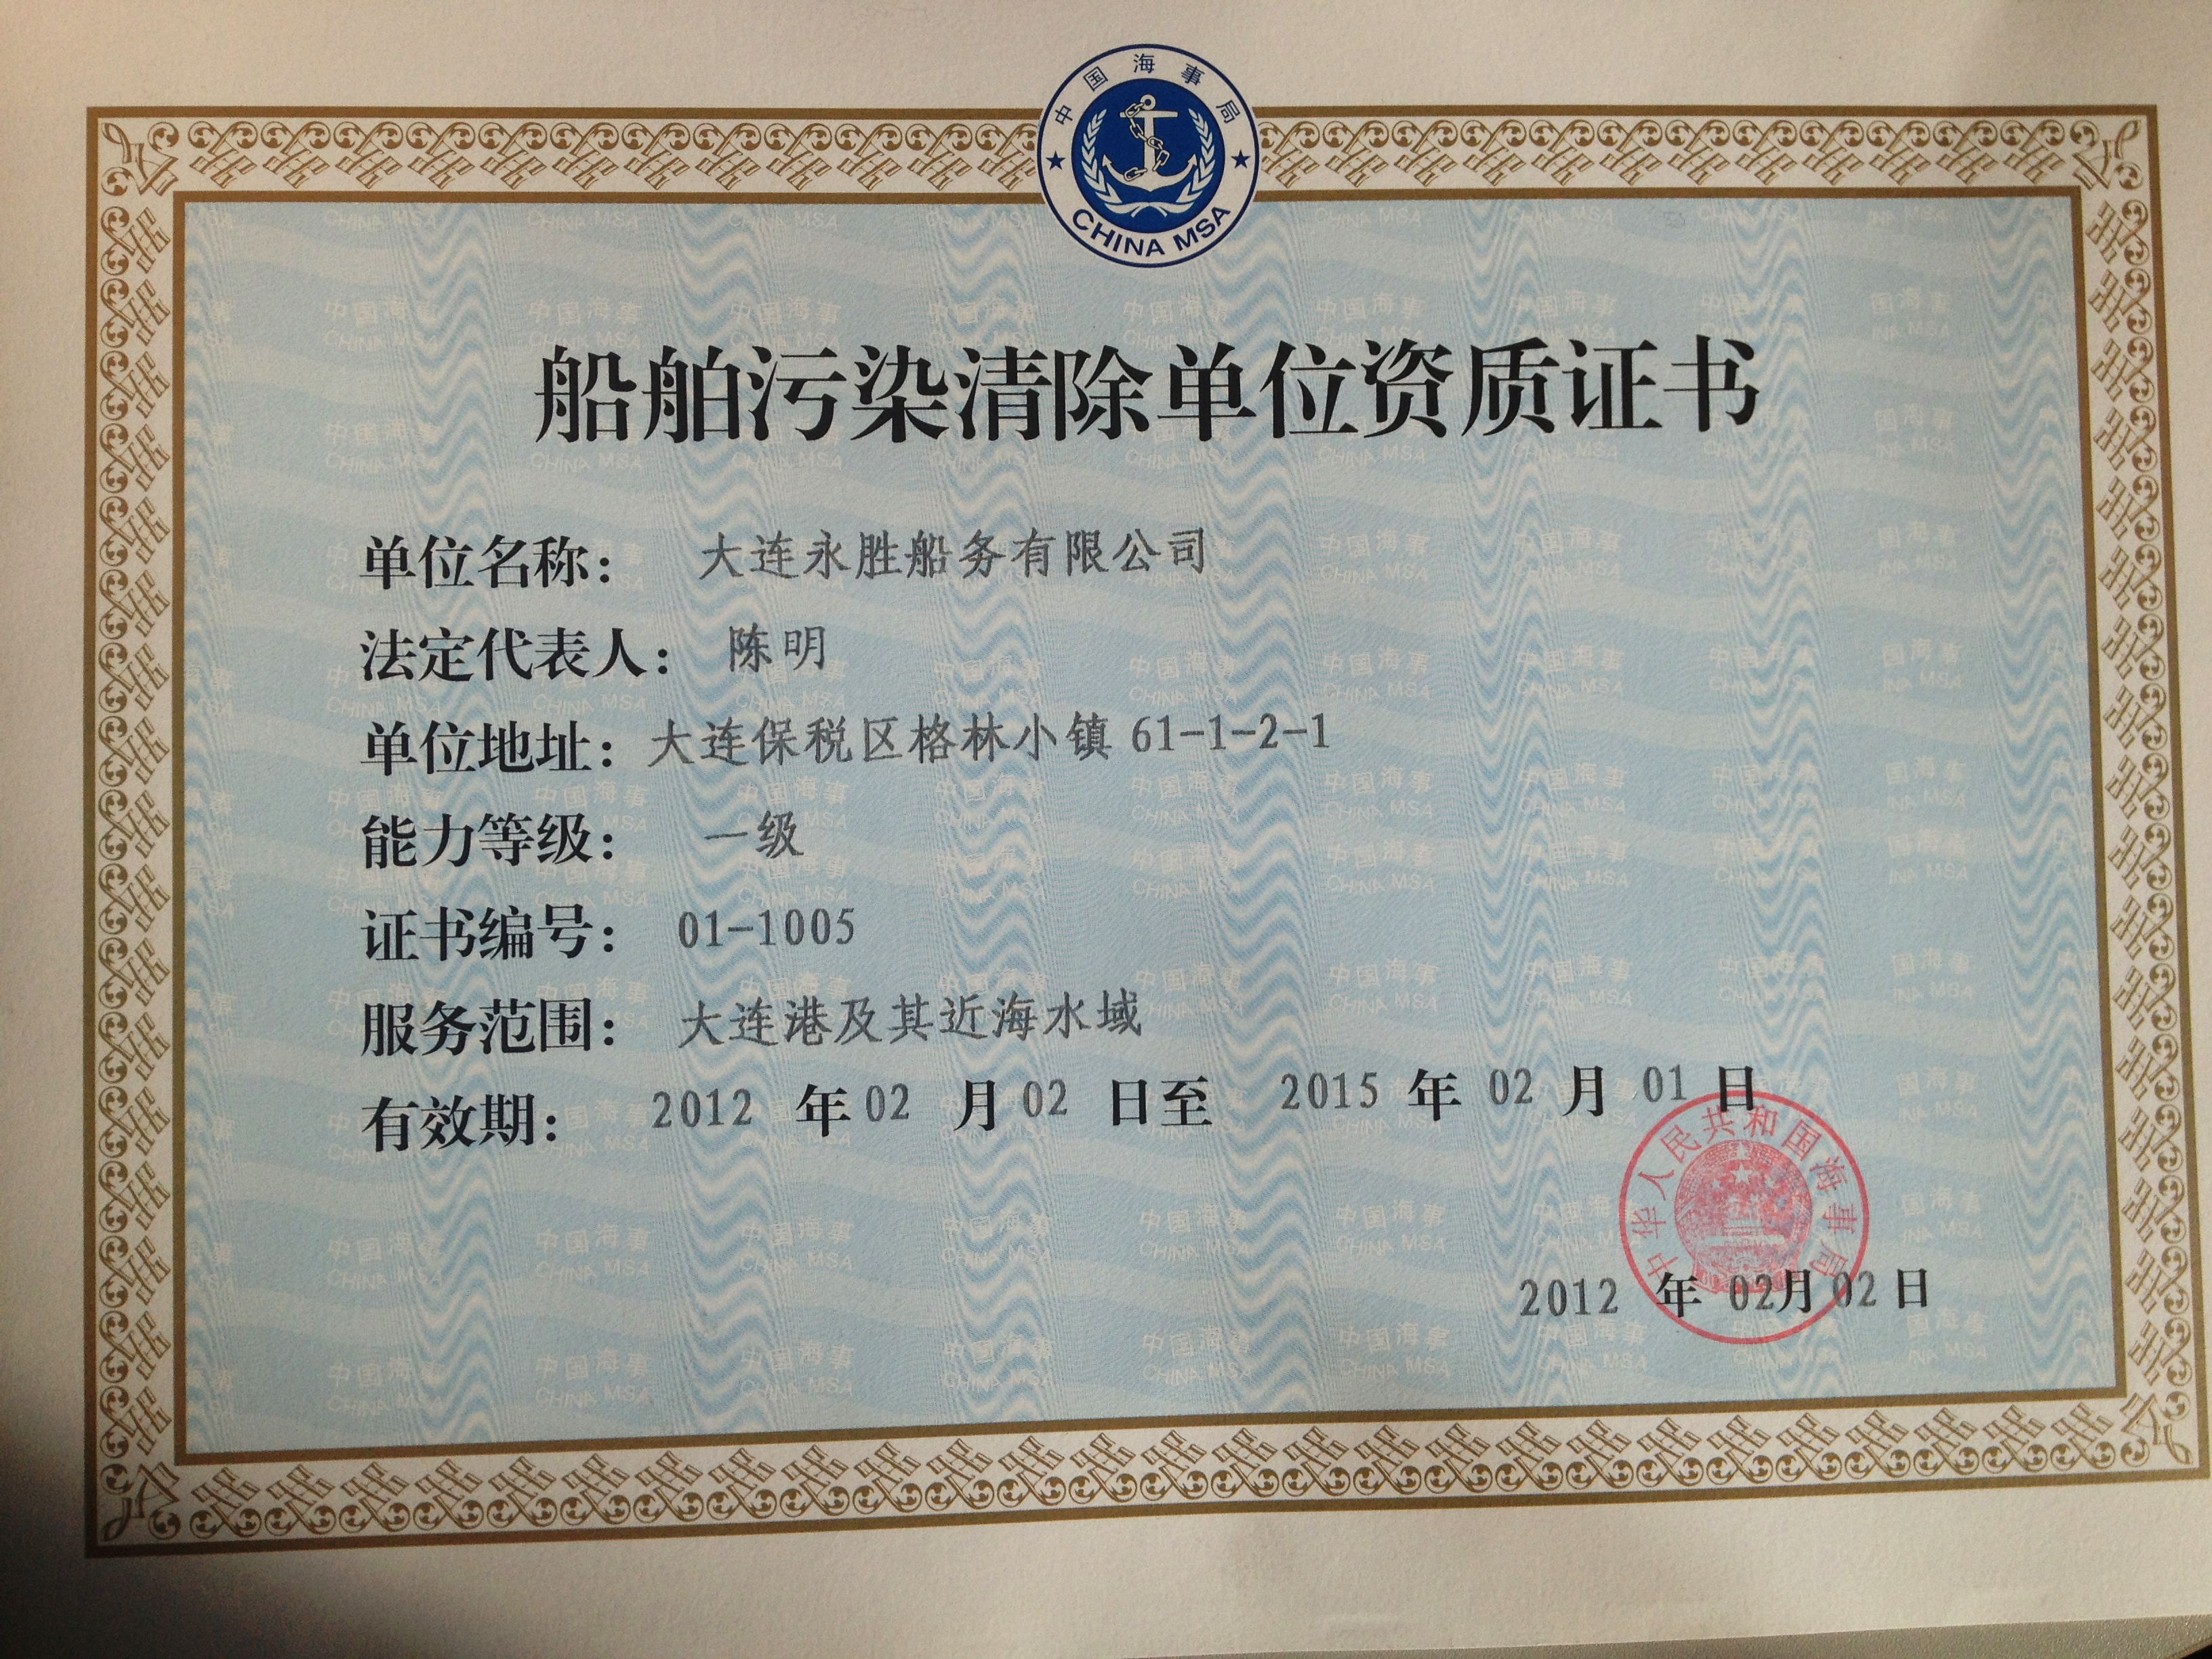 中国海事局
CHINA MSA
船舶污染清除单位资质证书
单位名称： 大连永胜船务有限公司
法定代表人： 陈明
单位地址：大连保税区格林小镇 61-1-2-1
能力等级： 一级
证书编号： 01-1005
服务范围： 大连港及其近海水域
有效期： 2012 年 02 月 02 日至 2015 年 02 月 01 日
中华人民共和国海事局
2012 年 02月 02 日